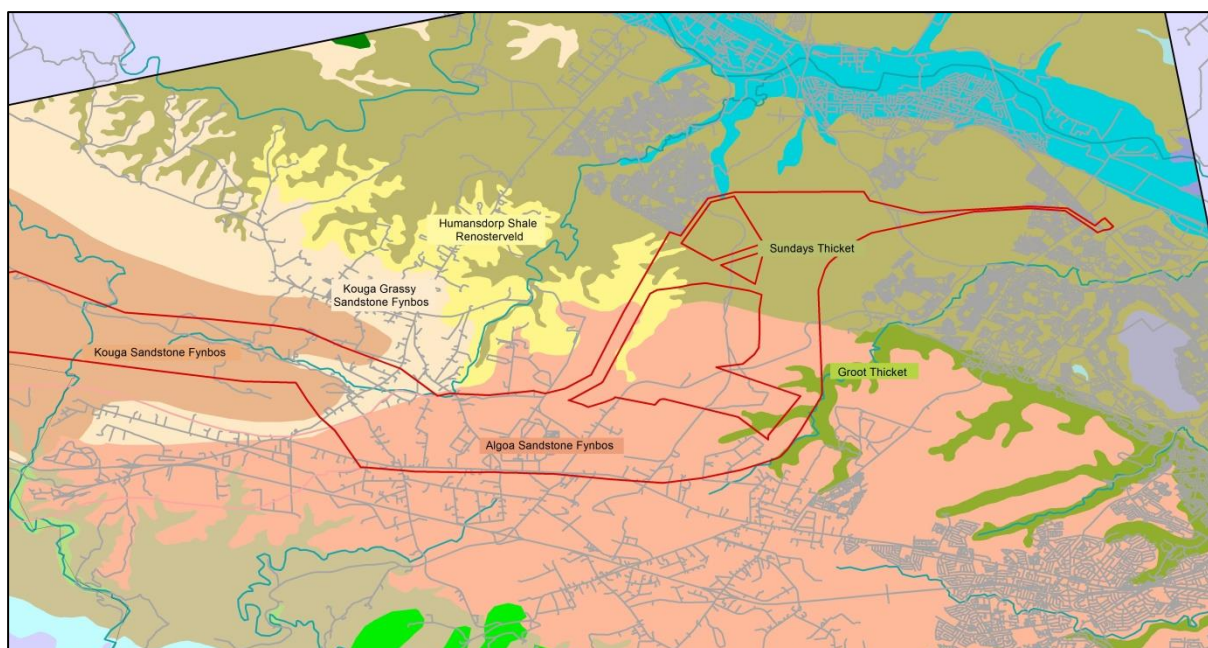 Humansdorp Shale
Renosterveld
Sundays Thicket
Kouga Grassy
Sandstone Fynbos
Kouga Sandstone Fynbos
Groot Thicket
Algoa Sandstone Fynbos